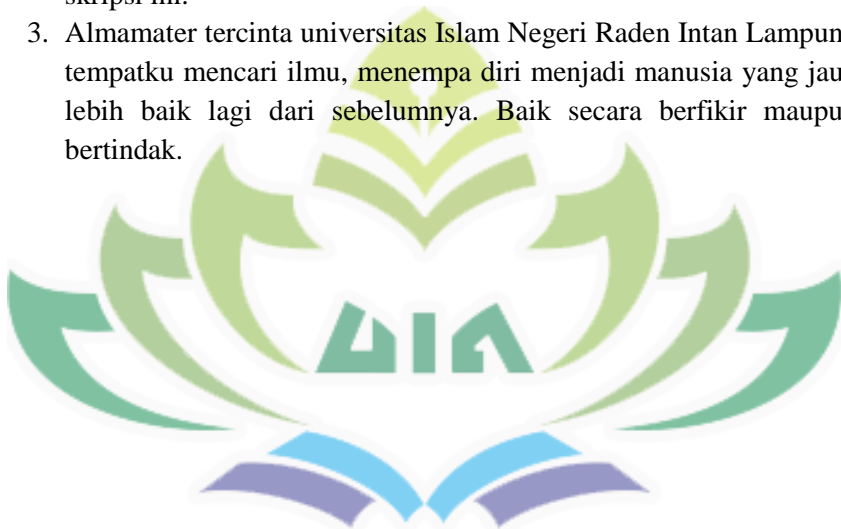 3. Almamater tercinta universitas Islam Negeri Raden Intan Lampun
tempatku mencari ilmu, menempa diri menjadi manusia yang jau
lebih baik lagi dari sebelumnya. Baik secara berfikir maupu
bertindak.
UIN